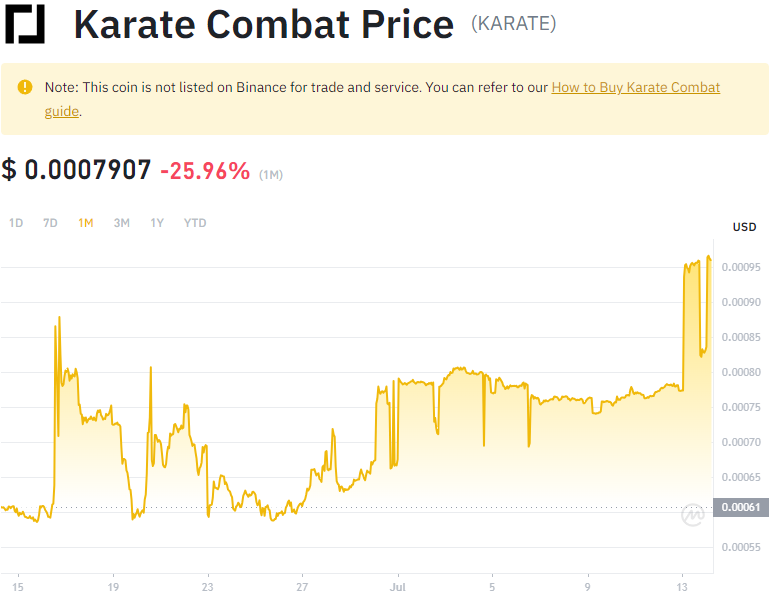 Karate Combat Price (KARATE)
Note: This coin is not listed on Binance for trade and service. You can refer to our How to Buy Karate Combat
guide.
$ 0.0007907 -25.96% (1M)
1D 7D 1M 3M 1Y YTD
USD
0.00095
0.00090
0.00085
0.00080
0.00075
0.00070
0.00065
0.00061
0.00055
15 19 23 27 Jul 5 9 13